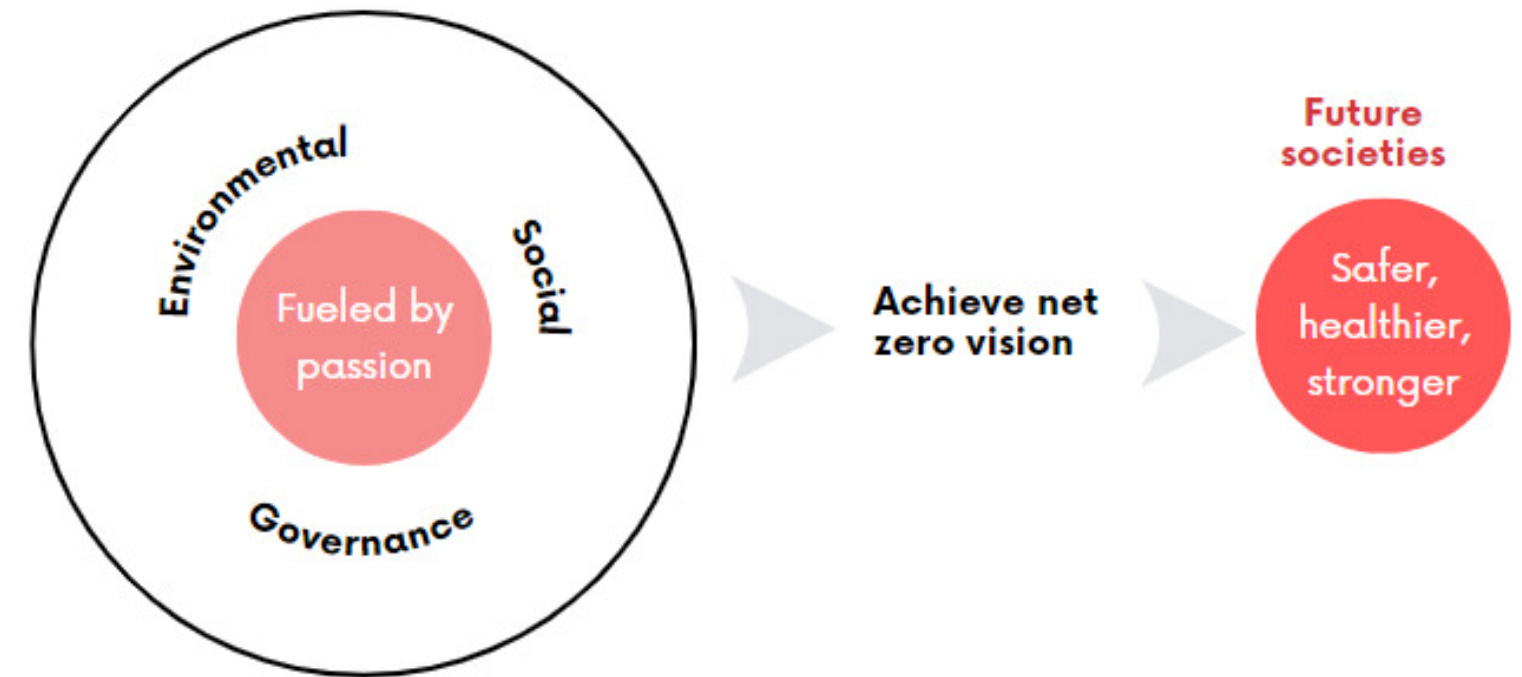 Environmental
Social
Fueled by
passion
Governance
Achieve net
zero vision
Future
societies
Safer,
healthier,
stronger